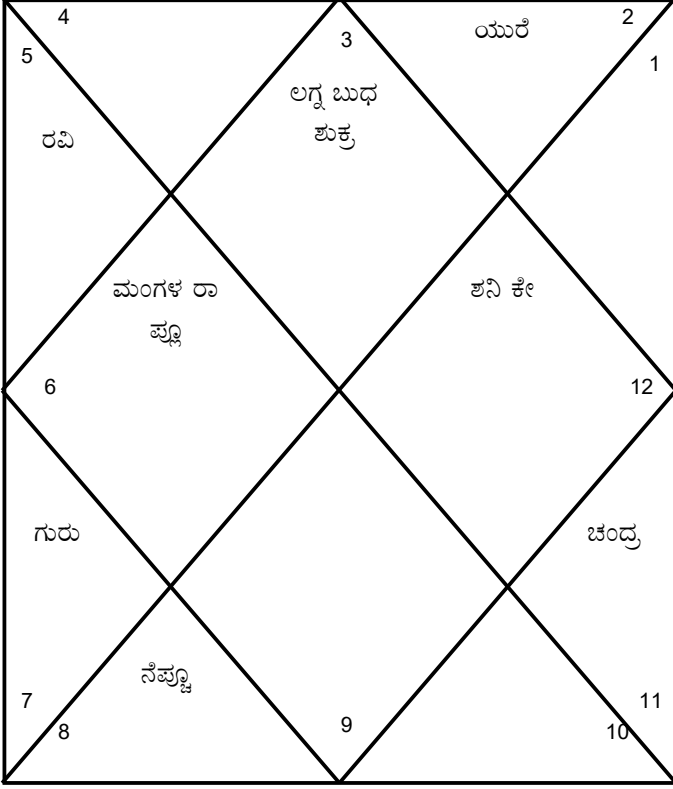 4
2
ಯುರೆ
3
5
1
ಲಗ್ನ ಬುಧ
ಶುಕ್ರ
ರವಿ
ಮಂಗಳ ರಾ
ಪ್ಲೂ
ಶನಿ ಕೇ
6
12
ಗುರು
ಚಂದ್ರ
ನೆಪ್ಚೂ
7
11
8
9
10